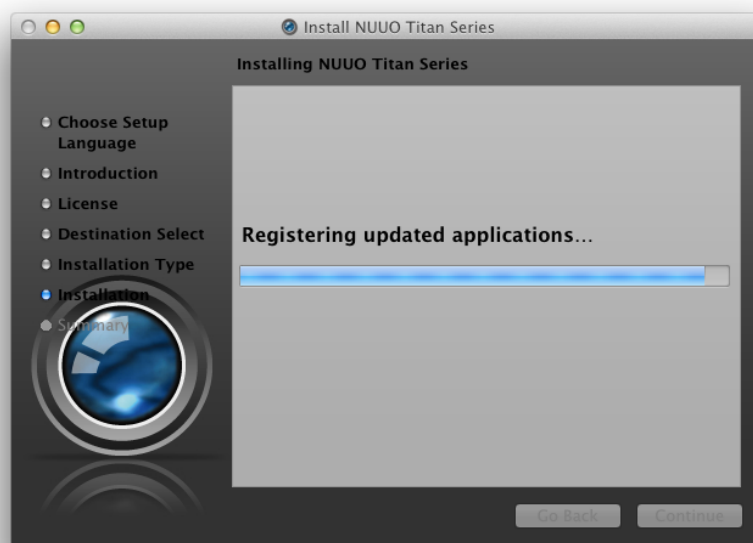 Install NUUO Titan Series
Installing NUUO Titan Series
Choose Setup
Language
Introduction
License
Destination Select
Installation Type
Installation
Summary
Registering updated applications...
Go Back
Continue